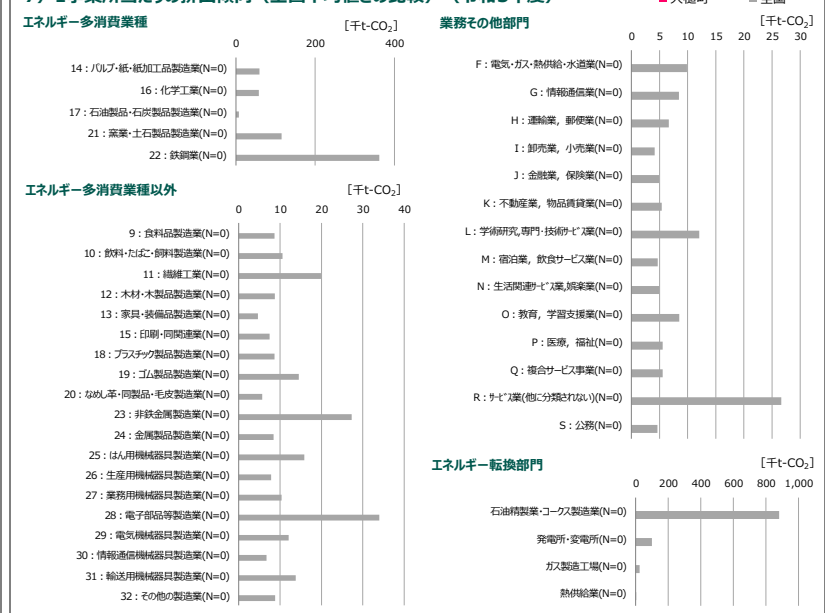 エネルギー多消費業種
[千t-CO₂]
0 200 400
14：パルプ・紙・紙加工品製造業(N=0)
16：化学工業(N=0)
17：石油製品・石炭製品製造業(N=0)
21：窯業・土石製品製造業(N=0)
22：鉄鋼業(N=0)
エネルギー多消費業種以外
[千t-CO₂]
0 10 20 30 40
9：食料品製造業(N=0)
10：飲料・たばこ・飼料製造業(N=0)
11：繊維工業(N=0)
12：木材・木製品製造業(N=0)
13：家具・装備品製造業(N=0)
15：印刷・同関連業(N=0)
18：プラスチック製品製造業(N=0)
19：ゴム製品製造業(N=0)
20：なめし革・同製品・毛皮製造業(N=0)
23：非鉄金属製造業(N=0)
24：金属製品製造業(N=0)
25：はん用機械器具製造業(N=0)
26：生産用機械器具製造業(N=0)
27：業務用機械器具製造業(N=0)
28：電子部品等製造業(N=0)
29：電気機械器具製造業(N=0)
30：情報通信機械器具製造業(N=0)
31：輸送用機械器具製造業(N=0)
32：その他の製造業(N=0)
業務その他部門
[千t-CO₂]
0 5 10 15 20 25 30
F：電気・ガス・熱供給・水道業(N=0)
G：情報通信業(N=0)
H：運輸業，郵便業(N=0)
I：卸売業，小売業(N=0)
J：金融業，保険業(N=0)
K：不動産業，物品賃貸業(N=0)
L：学術研究,専門・技術ｻｰﾋﾞｽ業(N=0)
M：宿泊業，飲食サービス業(N=0)
N：生活関連ｻｰﾋﾞｽ業,娯楽業(N=0)
O：教育，学習支援業(N=0)
P：医療，福祉(N=0)
Q：複合サービス事業(N=0)
R：ｻｰﾋﾞｽ業(他に分類されない)(N=0)
S：公務(N=0)
エネルギー転換部門
[千t-CO₂]
0 200 400 600 800 1,000
石油精製業・コークス製造業(N=0)
発電所・変電所(N=0)
ガス製造工場(N=0)
熱供給業(N=0)